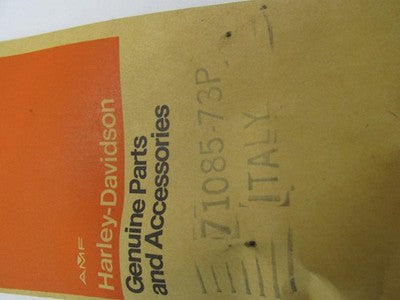 AMF
Harley-Davidson
Genuine Parts
and Accessories
71085-73P
ITALY